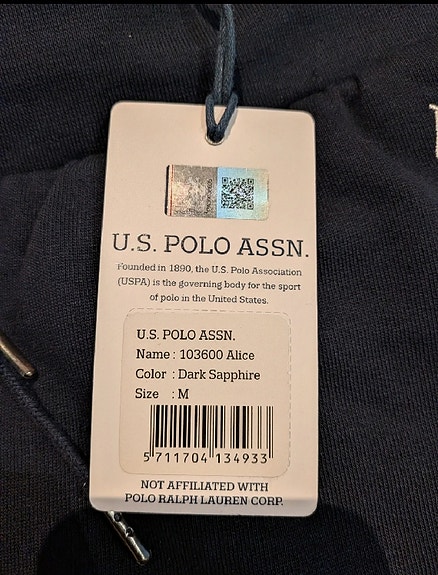 U.S. POLO ASSN.
Founded in 1890, the U.S. Polo Association
(USPA) is the governing body for the sport
of polo in the United States.
U.S. POLO ASSN.
Name : 103600 Alice
Color : Dark Sapphire
Size : M
5 711704 134933
NOT AFFILIATED WITH
POLO RALPH LAUREN CORP.